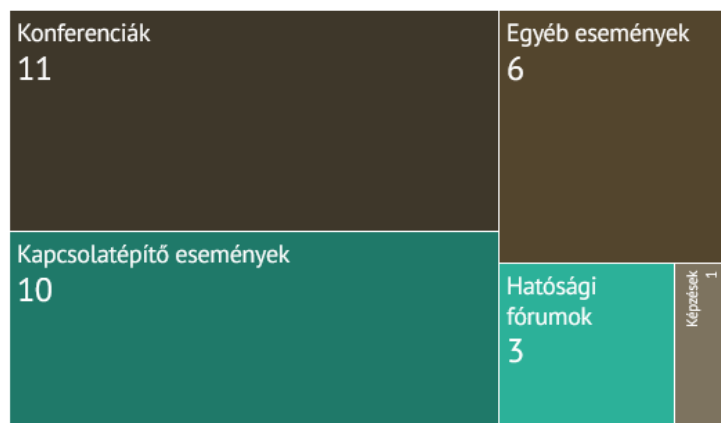 Konferenciák
11
Kapcsolatépítő események
10
Egyéb események
6
Hatósági
fórumok
3
Képzések
1